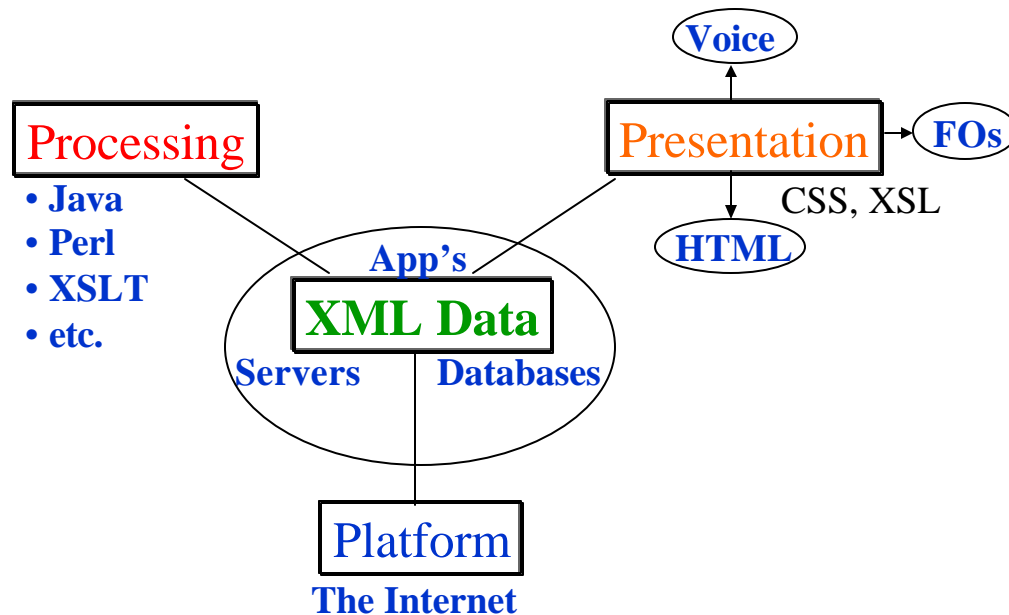 Voice
Processing
Presentation
FOs
• Java
• Perl
• XSLT
• etc.
CSS, XSL
HTML
App's
XML Data
Servers
Databases
Platform
The Internet